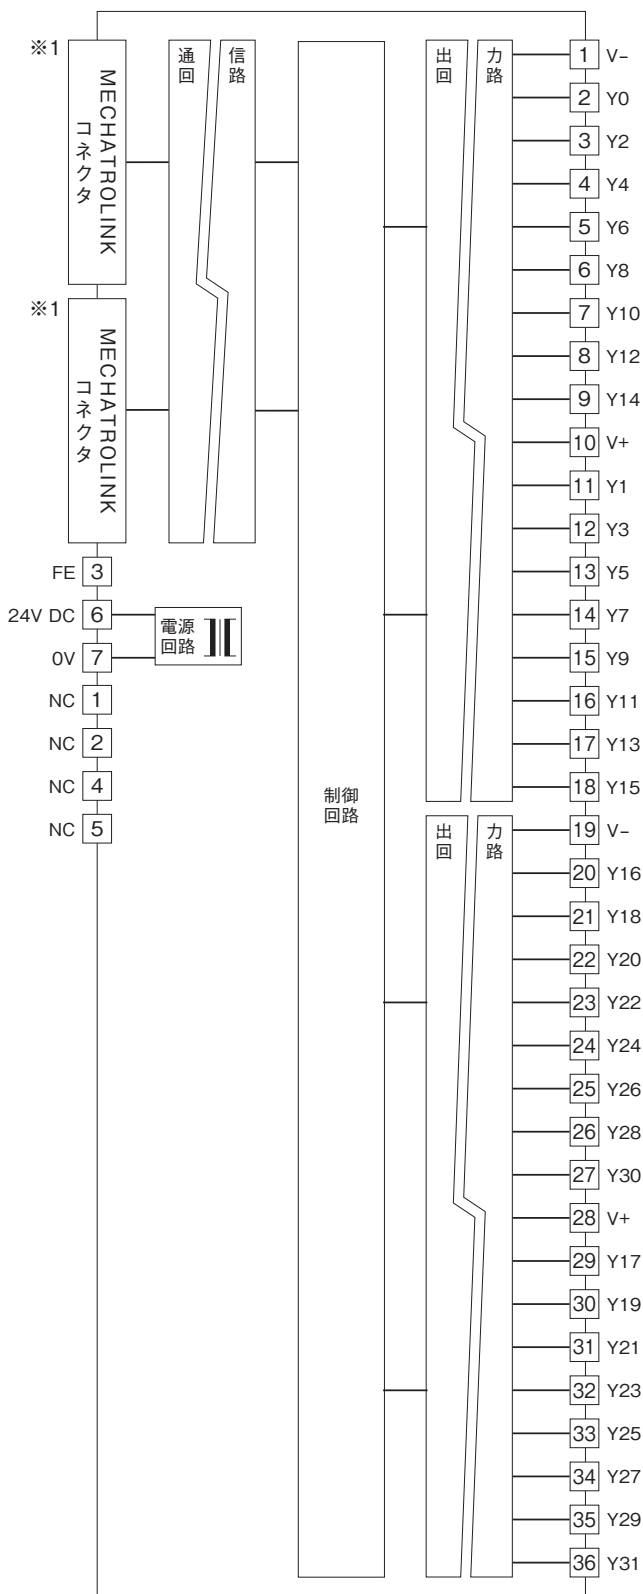 ※1
MECHATROLINK
コネクタ
※1
MECHATROLINK
コネクタ
FE 3
24V DC 6
0V 7
NC 1
NC 2
NC 4
NC 5
電源
回路
通信
回路
制御
回路
出力
回路
出力
回路
1 V−
2 Y0
3 Y2
4 Y4
5 Y6
6 Y8
7 Y10
8 Y12
9 Y14
10 V+
11 Y1
12 Y3
13 Y5
14 Y7
15 Y9
16 Y11
17 Y13
18 Y15
19 V−
20 Y16
21 Y18
22 Y20
23 Y22
24 Y24
25 Y26
26 Y28
27 Y30
28 V+
29 Y17
30 Y19
31 Y21
32 Y23
33 Y25
34 Y27
35 Y29
36 Y31